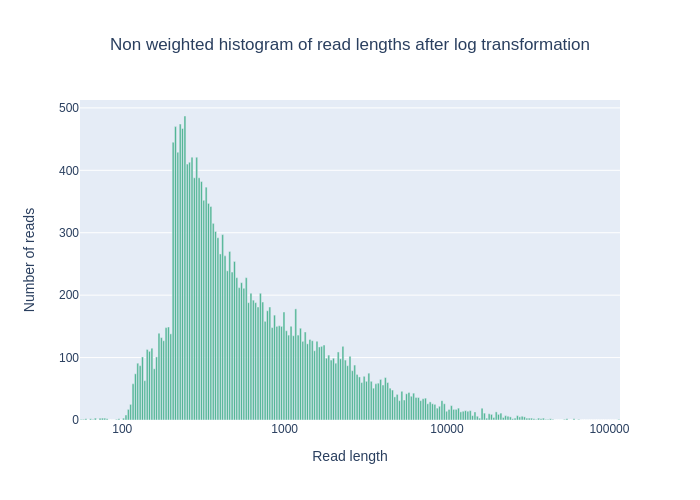 Non weighted histogram of read lengths after log transformation
Number of reads
500
400
300
200
100
0
100 1000 10000 100000
Read length